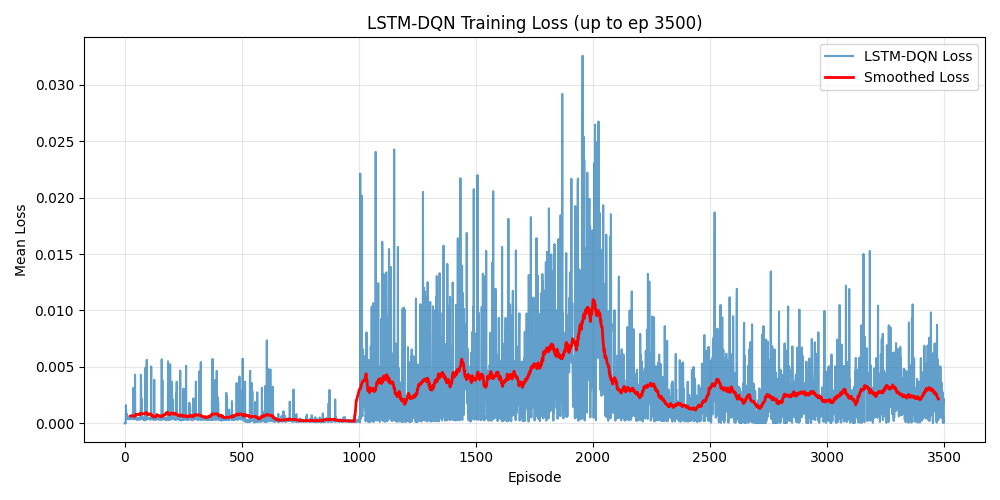 LSTM-DQN Training Loss (up to ep 3500)
LSTM-DQN Loss
Smoothed Loss
Mean Loss
0.030
0.025
0.020
0.015
0.010
0.005
0.000
0 500 1000 1500 2000 2500 3000 3500
Episode